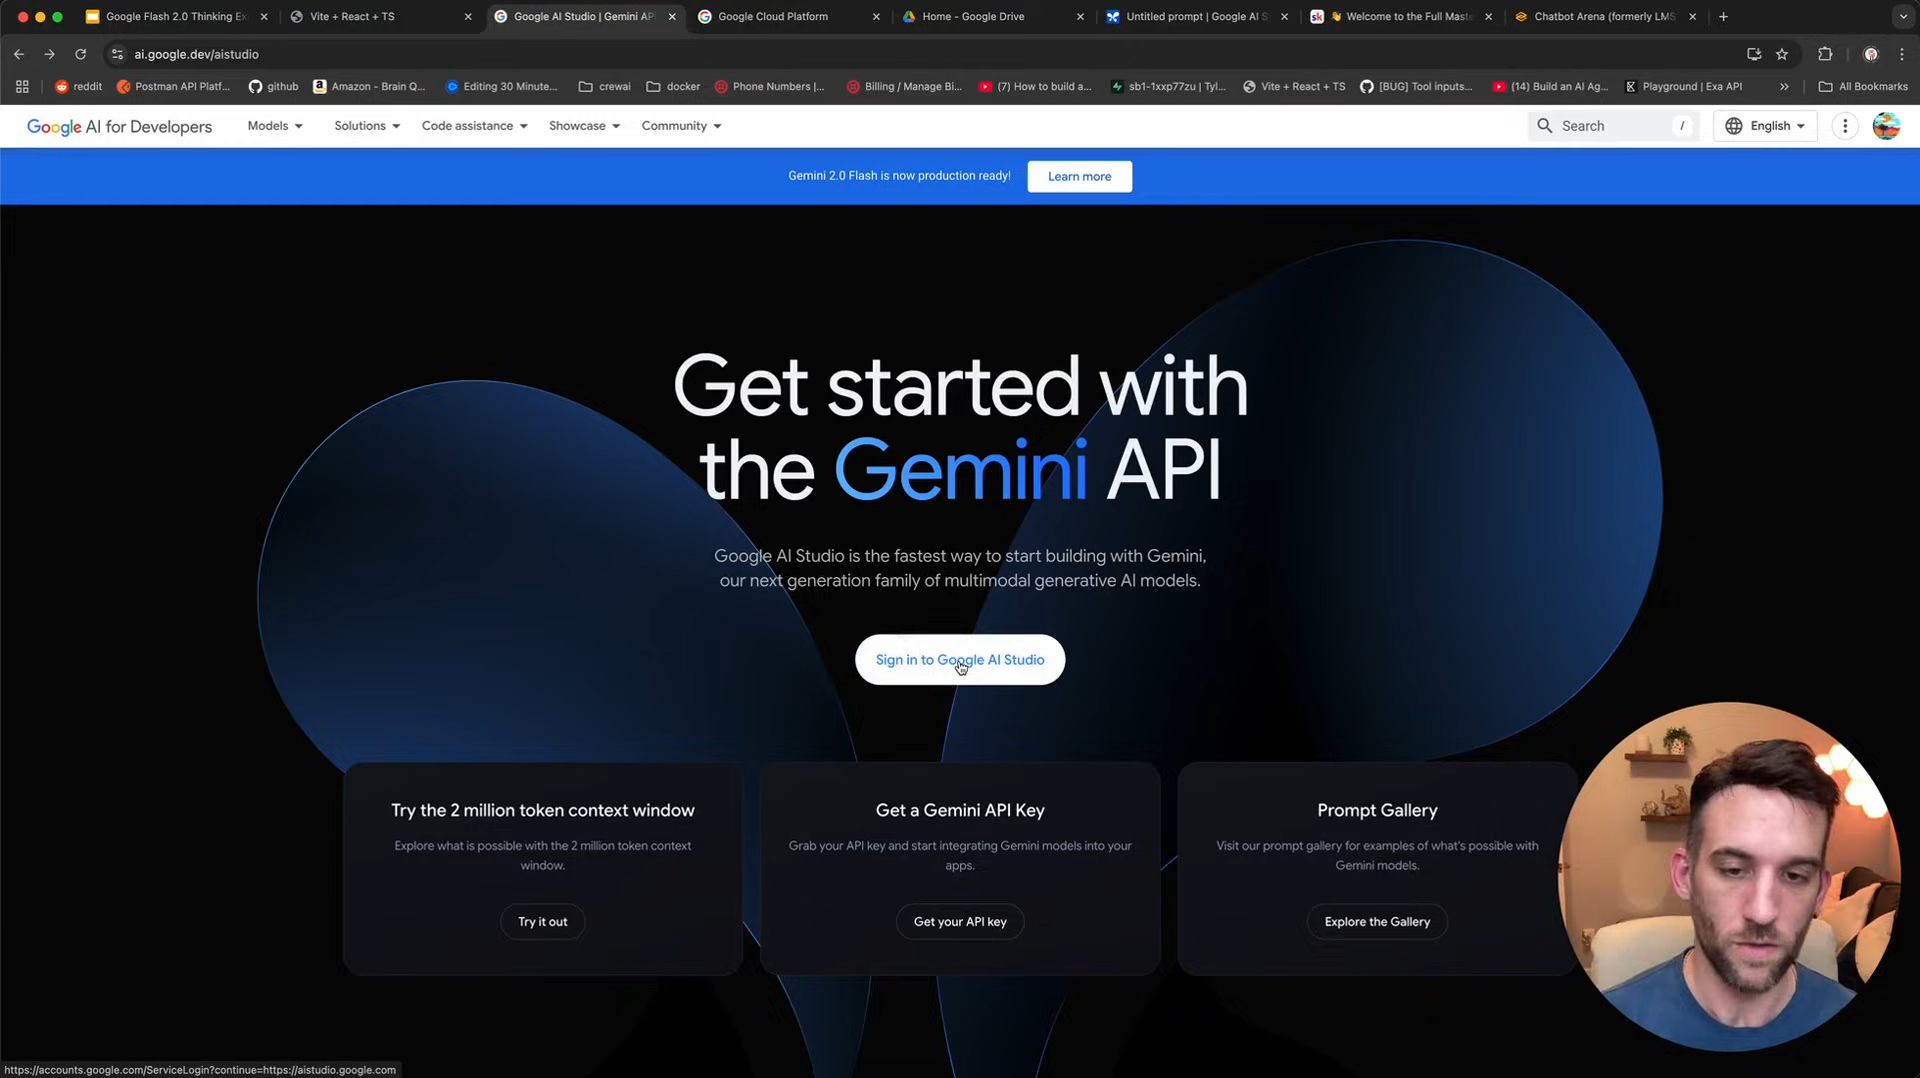 Google Flash 2.0 Thinking Ex
Vite + React + TS
Google AI Studio | Gemini API
Google Cloud Platform
Home - Google Drive
Untitled prompt | Google AI S
👋 Welcome to the Full Mast
Chatbot Arena (formerly LMS
ai.google.dev/aistudio
reddit
Postman API Platf...
github
Amazon - Brain Q...
Editing 30 Minute...
crewai
docker
Phone Numbers |...
Billing / Manage Bi...
(7) How to build a...
sb1-1xxp77zu | Tyl...
Vite + React + TS
[BUG] Tool inputs...
(14) Build an AI Ag...
Playground | Exa API
»
All Bookmarks
Google AI for Developers
Models
Solutions
Code assistance
Showcase
Community
Search
/
English
Gemini 2.0 Flash is now production ready!
Learn more
Get started with
the Gemini API
Google AI Studio is the fastest way to start building with Gemini,
our next generation family of multimodal generative AI models.
Sign in to Google AI Studio
Try the 2 million token context window
Explore what is possible with the 2 million token context
window.
Try it out
Get a Gemini API Key
Grab your API key and start integrating Gemini models into your
apps.
Get your API key
Prompt Gallery
Visit our prompt gallery for examples of what's possible with
Gemini models.
Explore the Gallery
https://accounts.google.com/ServiceLogin?continue=https://aistudio.google.com